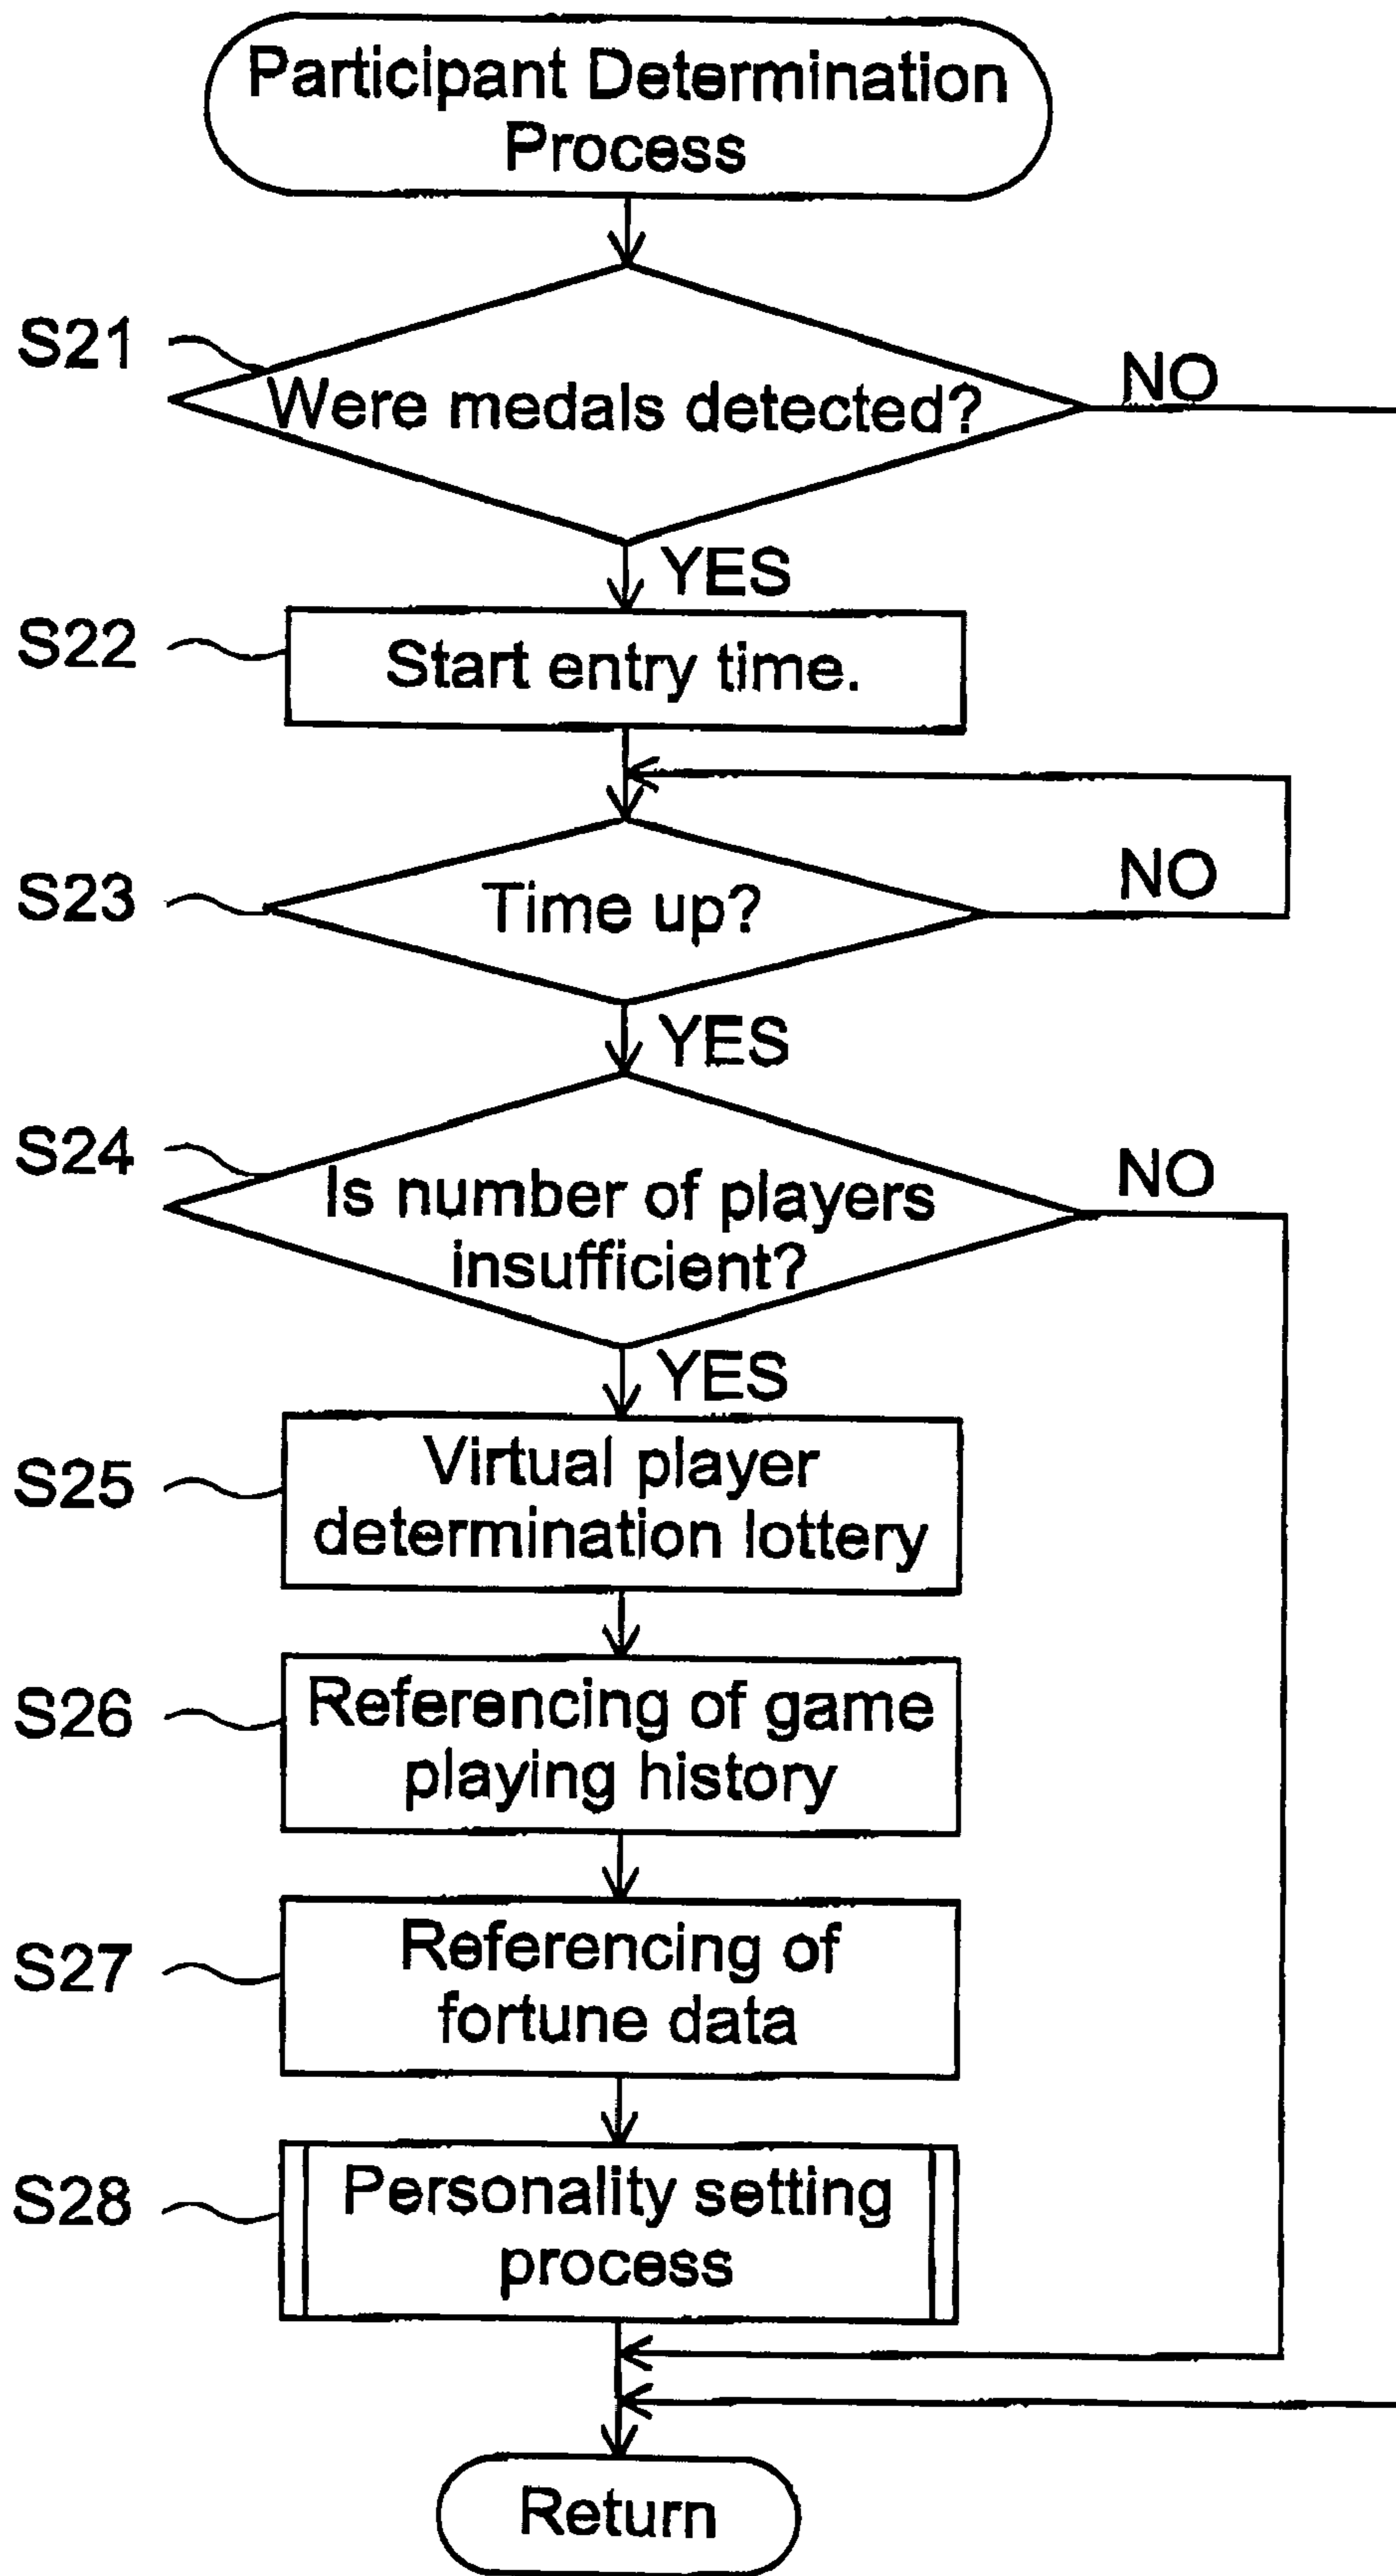 Participant Determination
Process
S21
Were medals detected?
NO
YES
S22
Start entry time.
S23
Time up?
NO
YES
S24
Is number of players
insufficient?
NO
YES
S25
Virtual player
determination lottery
S26
Referencing of game
playing history
S27
Referencing of
fortune data
S28
Personality setting
process
Return